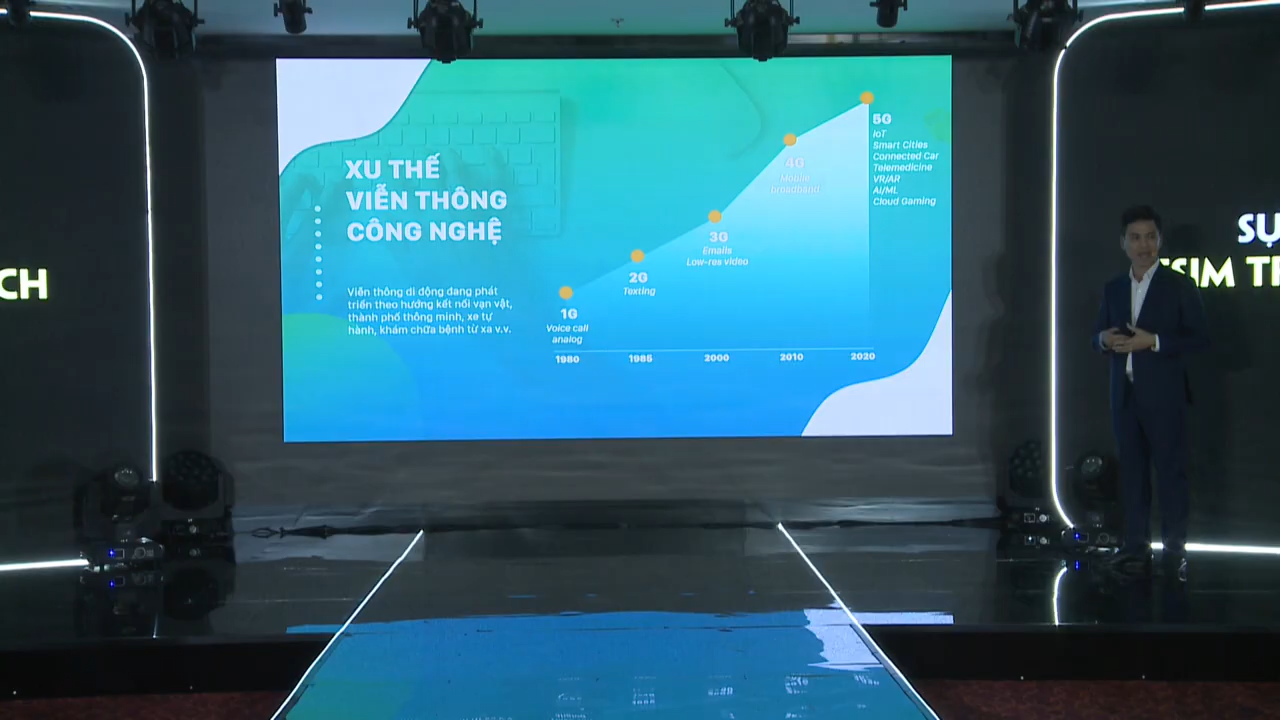 XU THẾ
VIỄN THÔNG
CÔNG NGHỆ
Viễn thông di động đang phát
triển theo hướng kết nối vạn vật,
thành phố thông minh, xe tự
hành, khám chữa bệnh từ xa v.v.
1G
Voice call
analog
2G
Texting
3G
Emails
Low-res video
4G
Mobile
broadband
5G
IoT
Smart Cities
Connected Car
Telemedicine
VR/AR
AI/ML
Cloud Gaming
1980
1985
2000
2010
2020
CH
SỰ